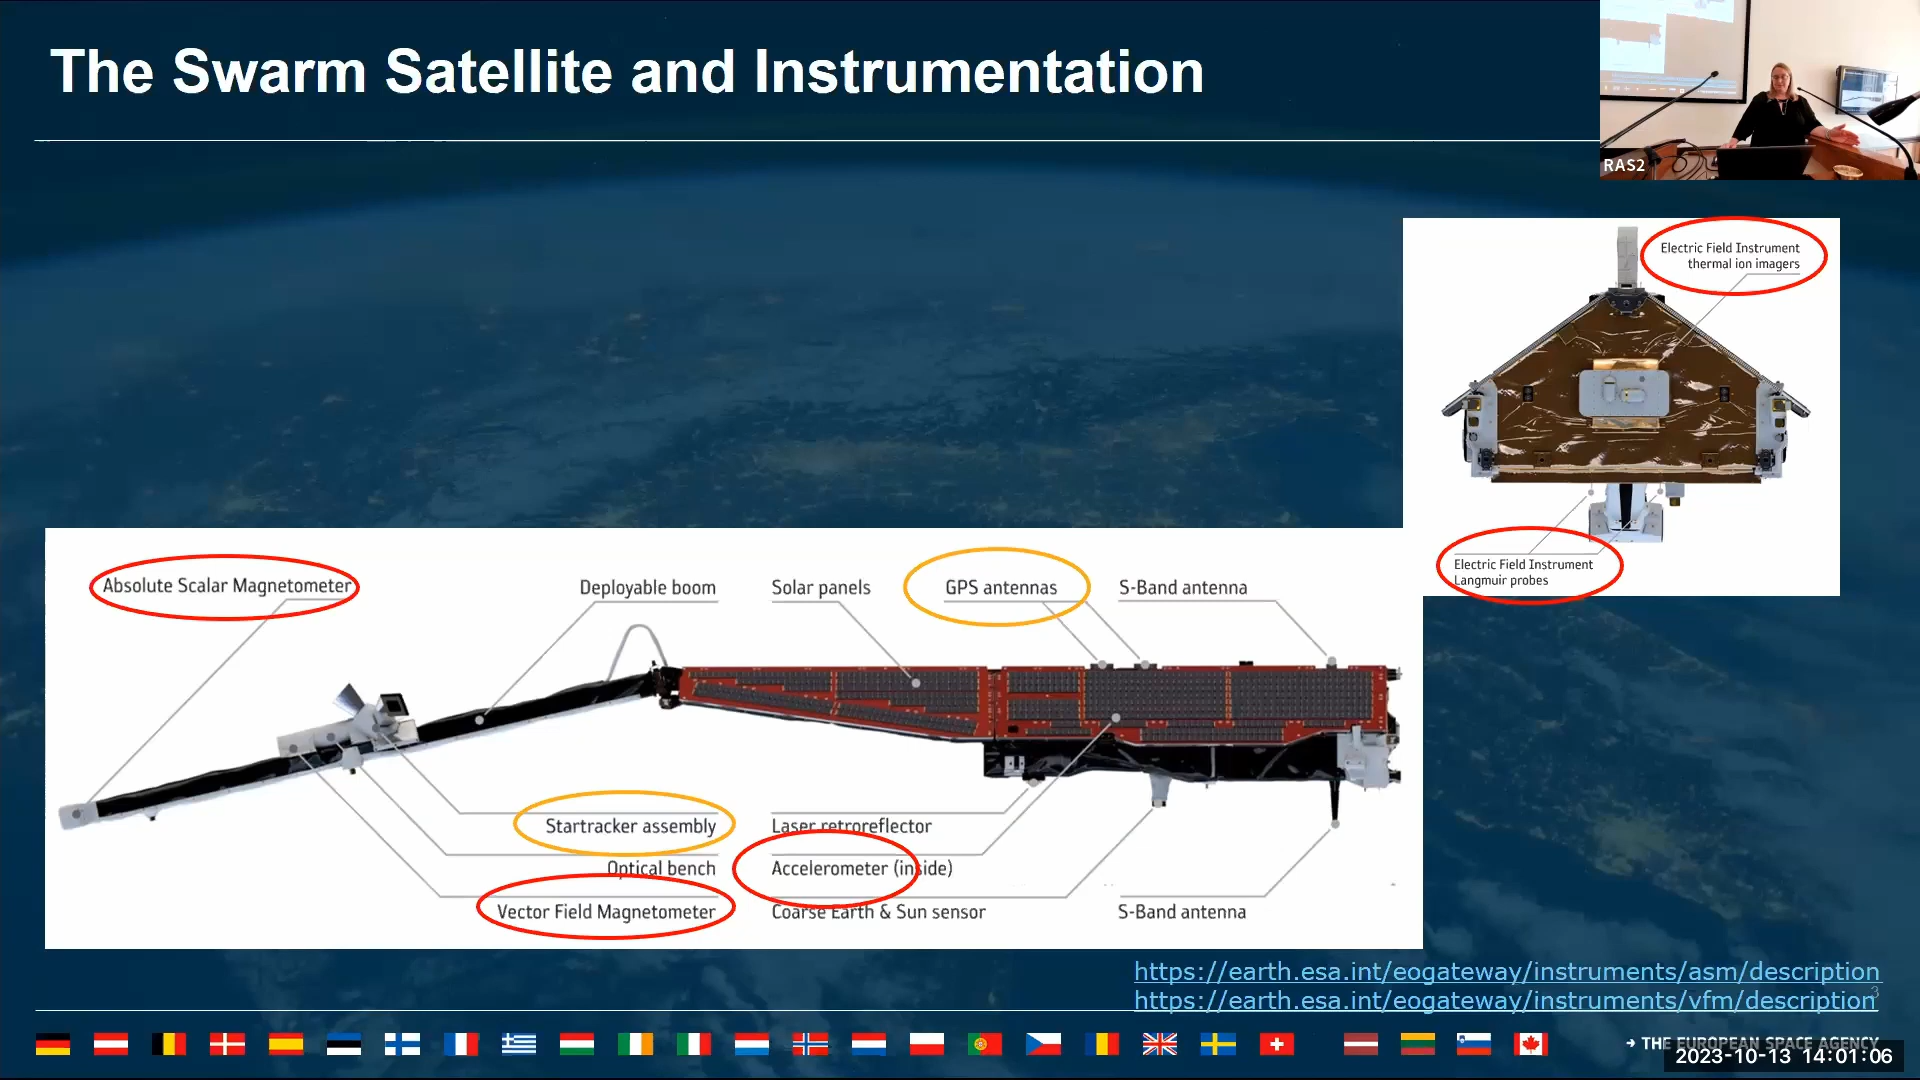 The Swarm Satellite and Instrumentation
RAS2
Electric Field Instrument
thermal ion imagers
Electric Field Instrument
Langmuir probes
Absolute Scalar Magnetometer
Deployable boom
Solar panels
GPS antennas
S-Band antenna
Startracker assembly
Laser retroreflector
Optical bench
Accelerometer (inside)
Vector Field Magnetometer
Coarse Earth & Sun sensor
S-Band antenna
https://earth.esa.int/eogateway/instruments/asm/description
https://earth.esa.int/eogateway/instruments/vfm/description
3
→ THE EUROPEAN SPACE AGENCY
2023-10-13 14:01:06